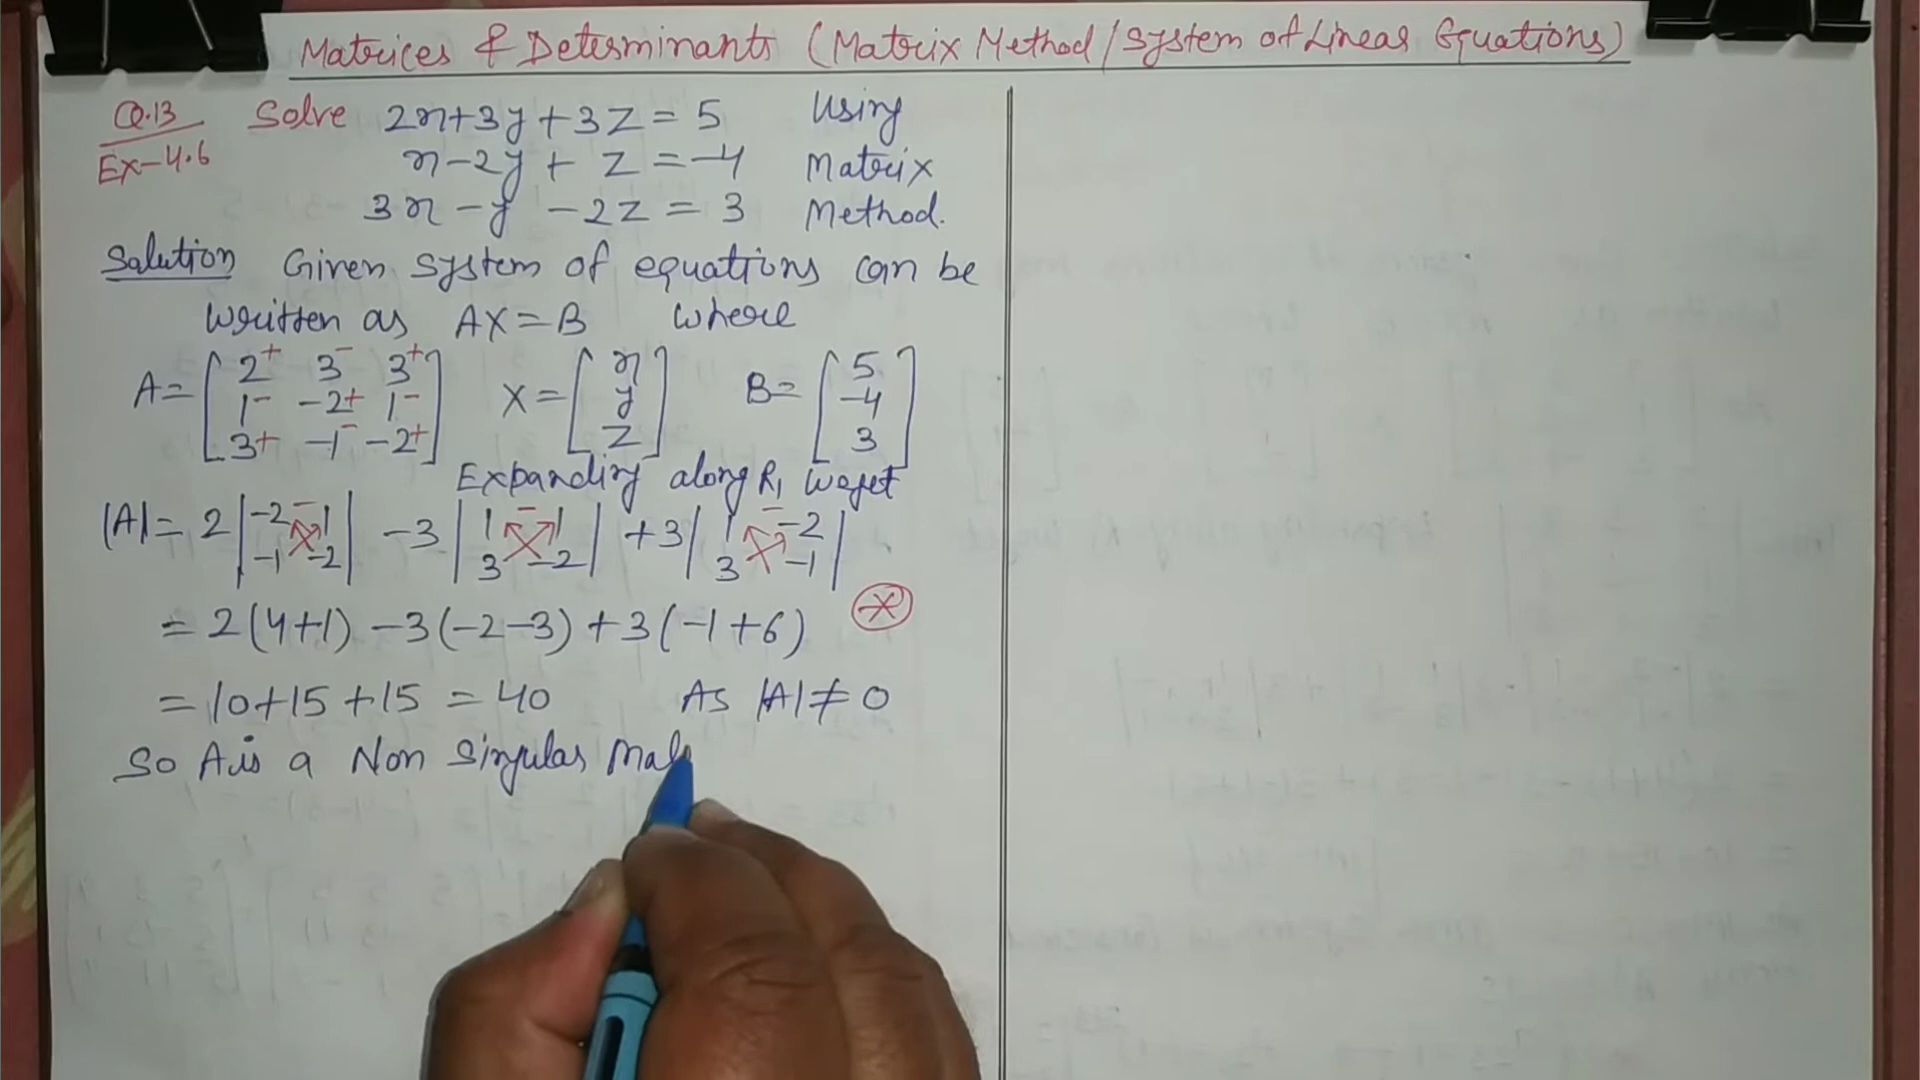 Matrices & Determinants (Matrix Method/System of Linear Equations)
Q.13 Solve 2x+3y+3z=5 Using
Ex-4.6 x-2y+z=-4 Matrix
3x-y-2z=3 Method.
Solution Given system of equations can be
written as AX=B where
A= [2+ 3- 3+ X= [x B= [5
1- -2+ 1- y -4
3+ -1- -2+] z] 3]
Expanding along R1 we get
|A|= 2 |-2 1| -3 |1 1| +3 |1 -2|
|-1 -2| |3 -2| |3 -1|
= 2(4+1) -3(-2-3) +3(-1+6)
= 10+15+15 = 40 As |A|≠0
So A is a Non Singular Mat